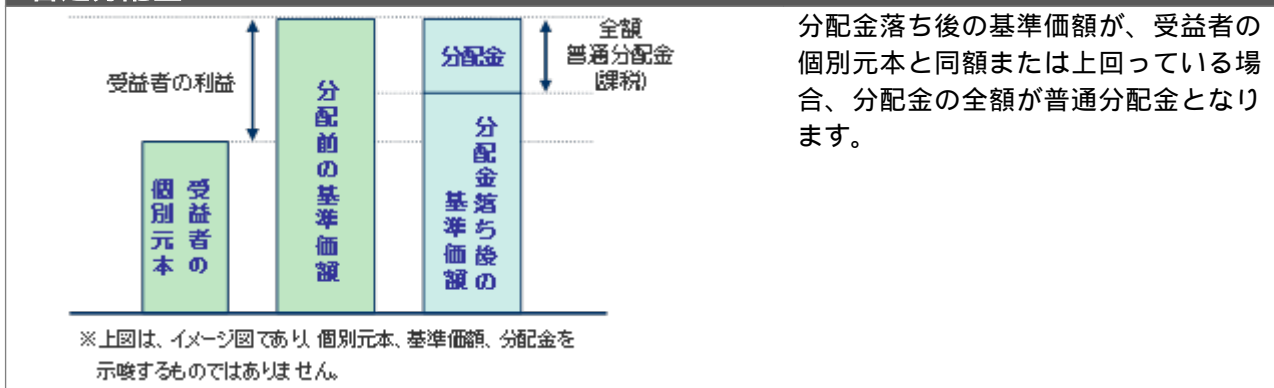 全額
普通分配金
(課税)
受益者の利益
分配金
分配前の基準価額
分配金落ち後の
基準価額
受益者の
個別元本
※上図は、イメージ図であり、個別元本、基準価額、分配金を
示唆するものではありません。
分配金落ち後の基準価額が、受益者の
個別元本と同額または上回っている場
合、分配金の全額が普通分配金となり
ます。